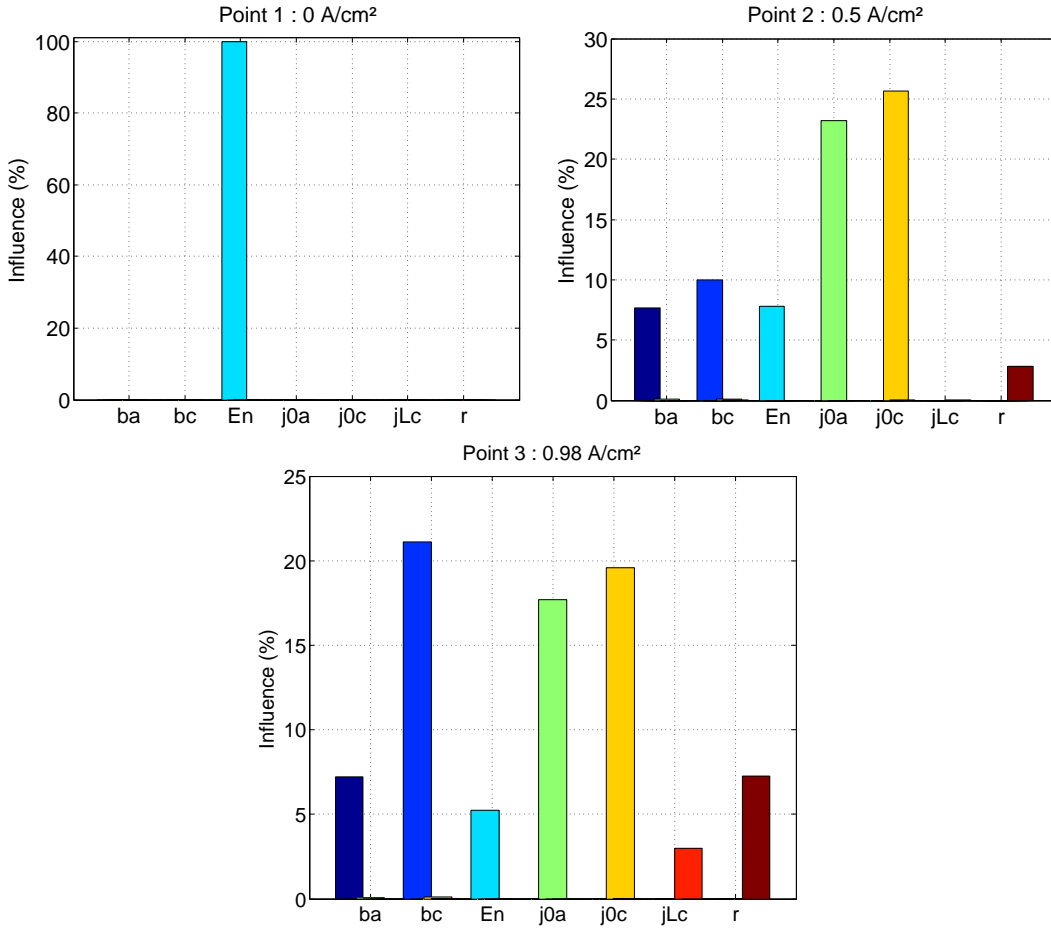 Point 1 : 0 A/cm²
Influence (%)
100
80
60
40
20
0
ba bc En j0a j0c jLc r
Point 2 : 0.5 A/cm²
Influence (%)
30
25
20
15
10
5
0
ba bc En j0a j0c jLc r
Point 3 : 0.98 A/cm²
Influence (%)
25
20
15
10
5
0
ba bc En j0a j0c jLc r